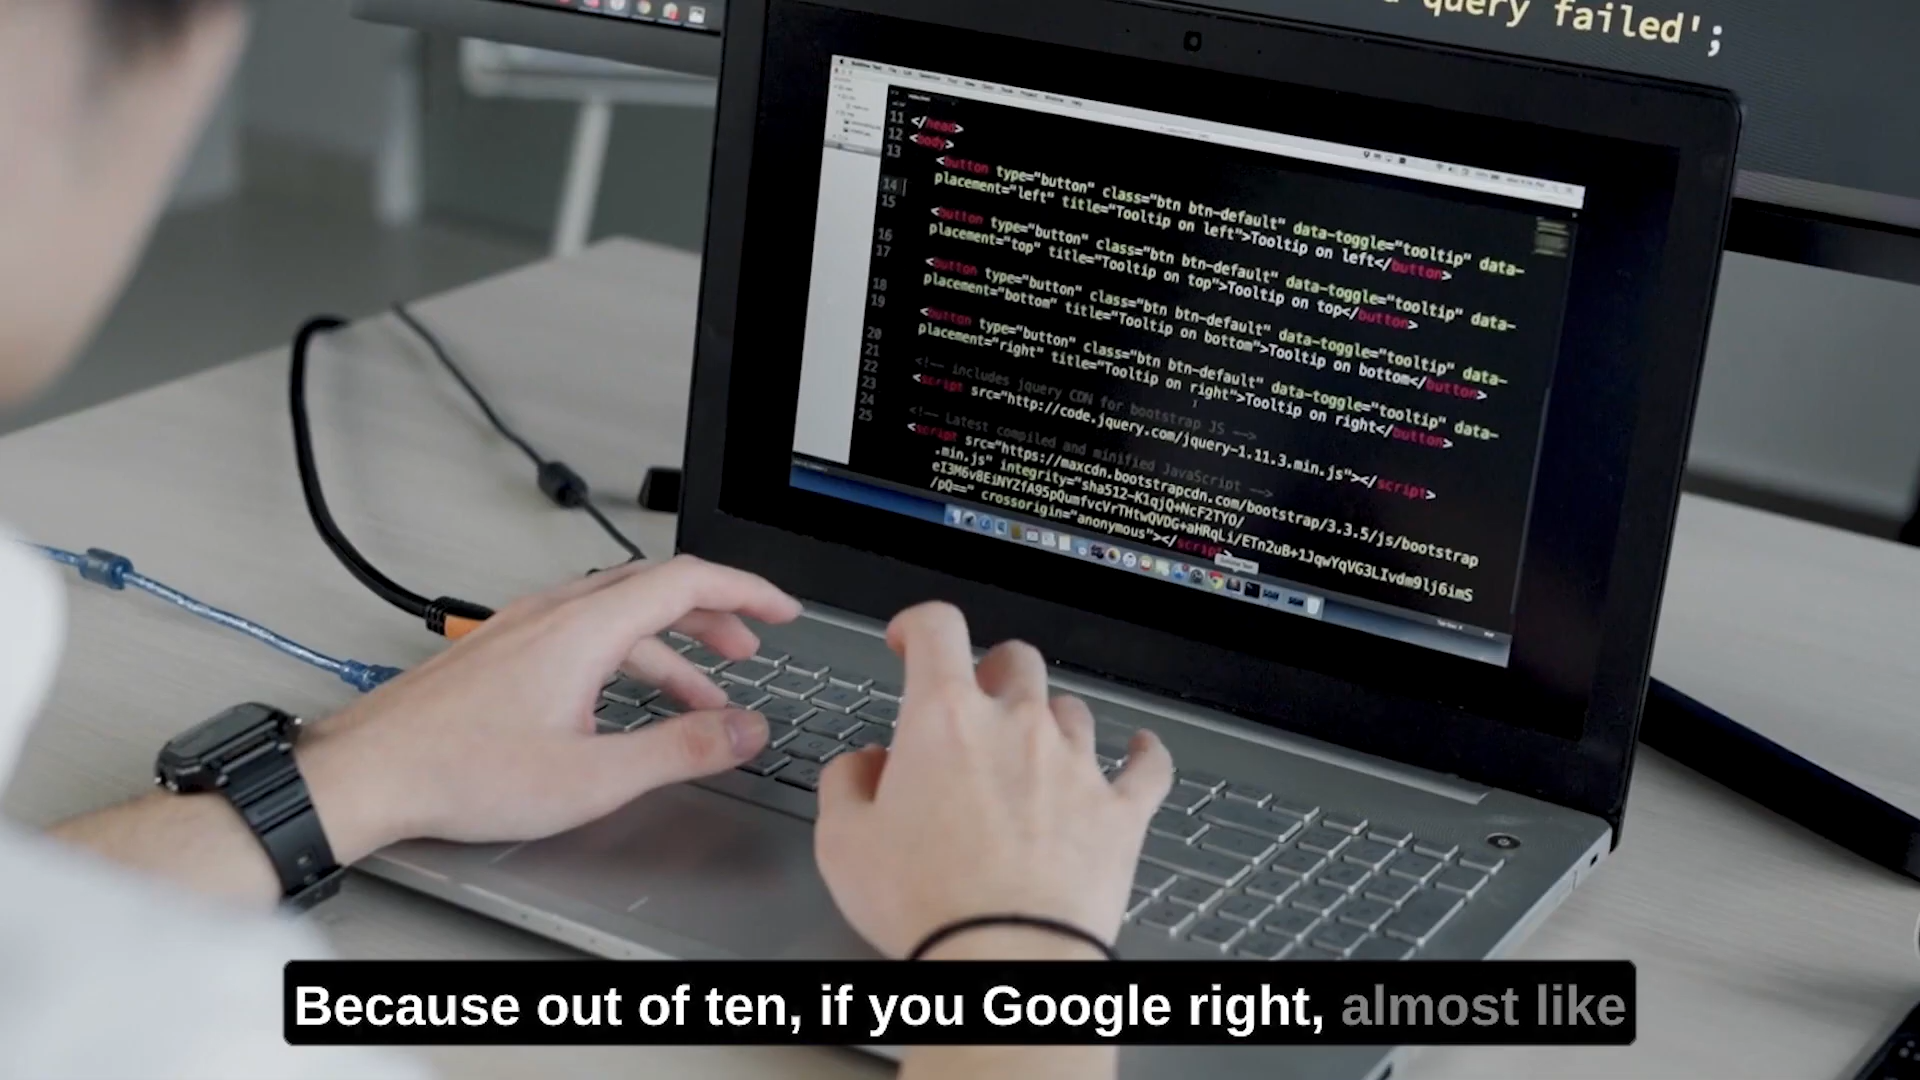 query failed';
11 </head>
12 <body>
13
<button type="button" class="btn btn-default" data-toggle="tooltip" data-
14 placement="left" title="Tooltip on left">Tooltip on left</button>
15
<button type="button" class="btn btn-default" data-toggle="tooltip" data-
16 placement="top" title="Tooltip on top">Tooltip on top</button>
17
<button type="button" class="btn btn-default" data-toggle="tooltip" data-
18 placement="bottom" title="Tooltip on bottom">Tooltip on bottom</button>
19
<button type="button" class="btn btn-default" data-toggle="tooltip" data-
20 placement="right" title="Tooltip on right">Tooltip on right</button>
21
22 <!-- includes jquery CDN for bootstrap JS -->
23 <script src="http://code.jquery.com/jquery-1.11.3.min.js"></script>
24 <!-- Latest compiled and minified JavaScript -->
25 <script src="https://maxcdn.bootstrapcdn.com/bootstrap/3.3.5/js/bootstrap
.min.js" integrity="sha512-K1qjQ+NcF2TYO/
eI3M6v8EiNYZfA95pQumfvcVrTHtwQVDG+aHRqLi/ETn2uB+1JqwYqVG3LIvdm9lj6imS
/pQ==" crossorigin="anonymous"></script>
Because out of ten, if you Google right, almost like